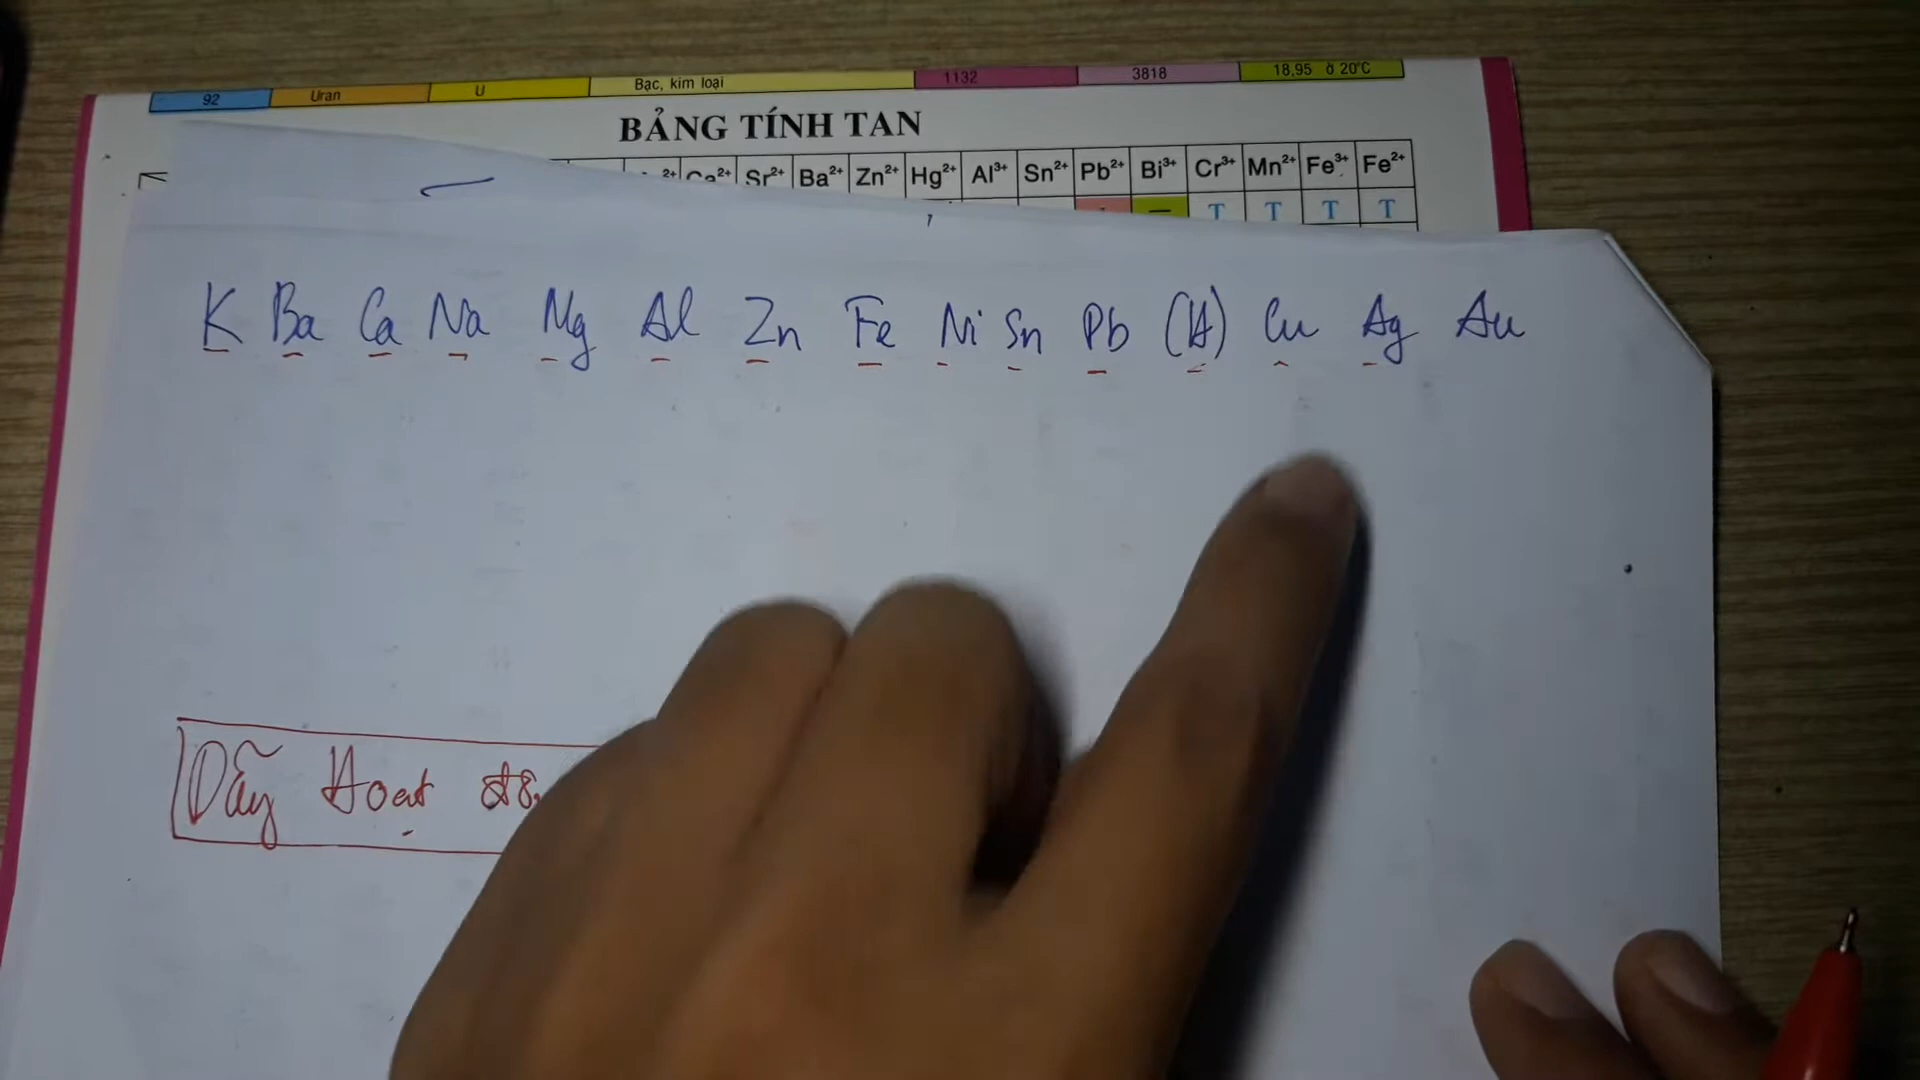 92 Uran U Bạc, kim loại 1132 3818 18,95 ở 20°C
BẢNG TÍNH TAN
Ca²⁺ Sr²⁺ Ba²⁺ Zn²⁺ Hg²⁺ Al³⁺ Sn²⁺ Pb²⁺ Bi³⁺ Cr³⁺ Mn²⁺ Fe³⁺ Fe²⁺
T T T T
K Ba Ca Na Mg Al Zn Fe Ni Sn Pb (H) Cu Ag Au
Dãy Hoạt